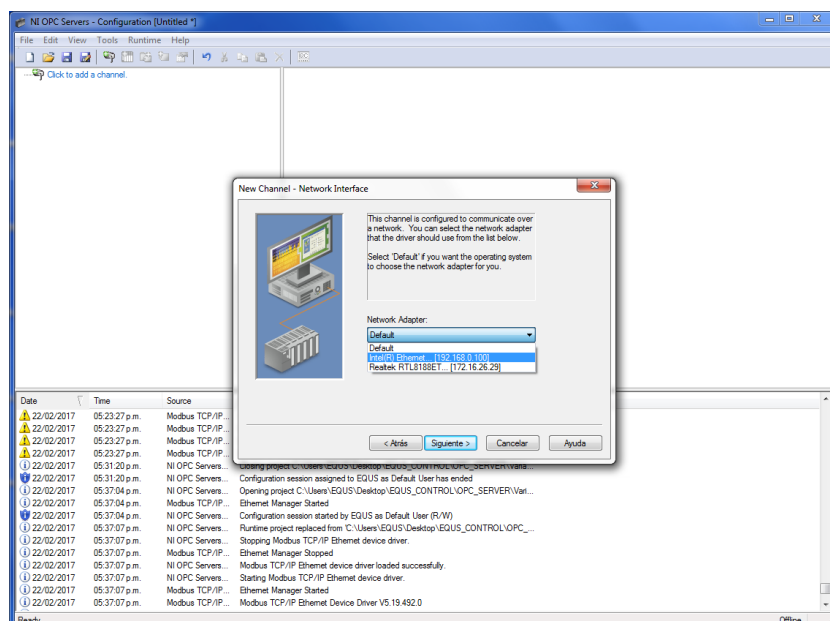 NI OPC Servers - Configuration [Untitled *]
File Edit View Tools Runtime Help
Click to add a channel.
New Channel - Network Interface
This channel is configured to communicate over
a network. You can select the network adapter
that the driver should use from the list below.
Select 'Default' if you want the operating system
to choose the network adapter for you.
Network Adapter:
Default
Default
Intel(R) Ethernet... [192.168.0.100]
Realtek RTL8188ET... [172.16.26.29]
< Atrás Siguiente > Cancelar Ayuda
Date Time Source
22/02/2017 05:23:27 p.m. Modbus TCP/IP...
22/02/2017 05:23:27 p.m. Modbus TCP/IP...
22/02/2017 05:23:27 p.m. Modbus TCP/IP...
22/02/2017 05:23:27 p.m. Modbus TCP/IP...
22/02/2017 05:31:20 p.m. NI OPC Servers... Closing project C:\Users\EQUS\Desktop\EQUS_CONTROL\OPC_SERVER\Varia...
22/02/2017 05:31:20 p.m. NI OPC Servers... Configuration session assigned to EQUS as Default User has ended
22/02/2017 05:37:04 p.m. NI OPC Servers... Opening project C:\Users\EQUS\Desktop\EQUS_CONTROL\OPC_SERVER\Vari...
22/02/2017 05:37:04 p.m. Modbus TCP/IP... Ethernet Manager Started
22/02/2017 05:37:04 p.m. NI OPC Servers... Configuration session started by EQUS as Default User (R/W)
22/02/2017 05:37:07 p.m. NI OPC Servers... Runtime project replaced from 'C:\Users\EQUS\Desktop\EQUS_CONTROL\OPC_...
22/02/2017 05:37:07 p.m. NI OPC Servers... Stopping Modbus TCP/IP Ethernet device driver.
22/02/2017 05:37:07 p.m. Modbus TCP/IP... Ethernet Manager Stopped
22/02/2017 05:37:07 p.m. NI OPC Servers... Modbus TCP/IP Ethernet device driver loaded successfully.
22/02/2017 05:37:07 p.m. NI OPC Servers... Starting Modbus TCP/IP Ethernet device driver.
22/02/2017 05:37:07 p.m. Modbus TCP/IP... Ethernet Manager Started
22/02/2017 05:37:07 p.m. Modbus TCP/IP... Modbus TCP/IP Ethernet Device Driver V5.19.492.0
Ready Offline